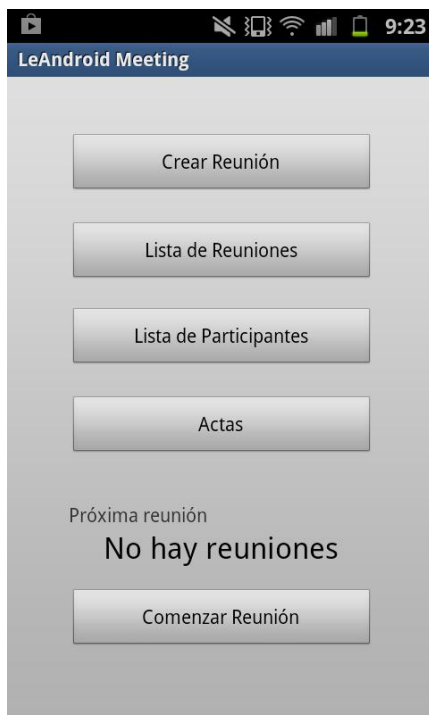 9:23
LeAndroid Meeting
Crear Reunión
Lista de Reuniones
Lista de Participantes
Actas
Próxima reunión
No hay reuniones
Comenzar Reunión